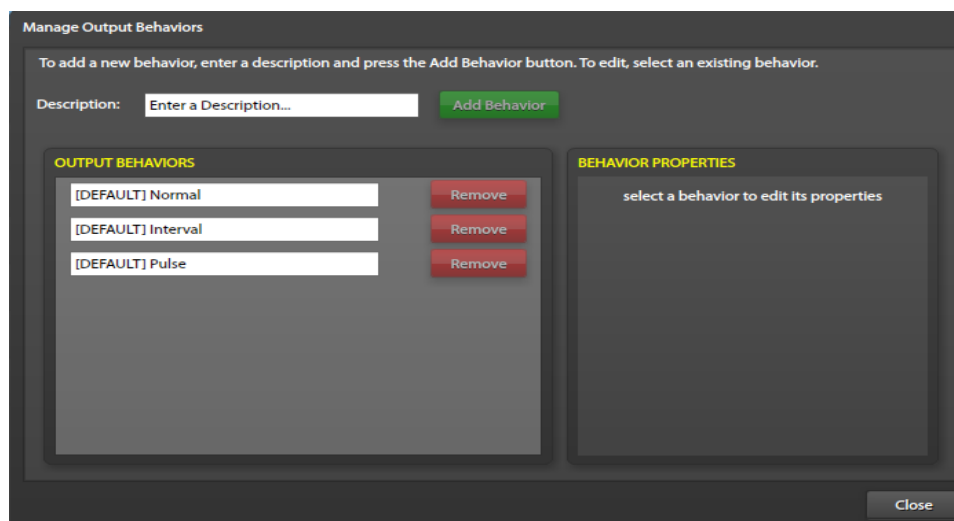 Manage Output Behaviors
To add a new behavior, enter a description and press the Add Behavior button. To edit, select an existing behavior.
Description:
Enter a Description...
Add Behavior
OUTPUT BEHAVIORS
[DEFAULT] Normal
Remove
[DEFAULT] Interval
Remove
[DEFAULT] Pulse
Remove
BEHAVIOR PROPERTIES
select a behavior to edit its properties
Close